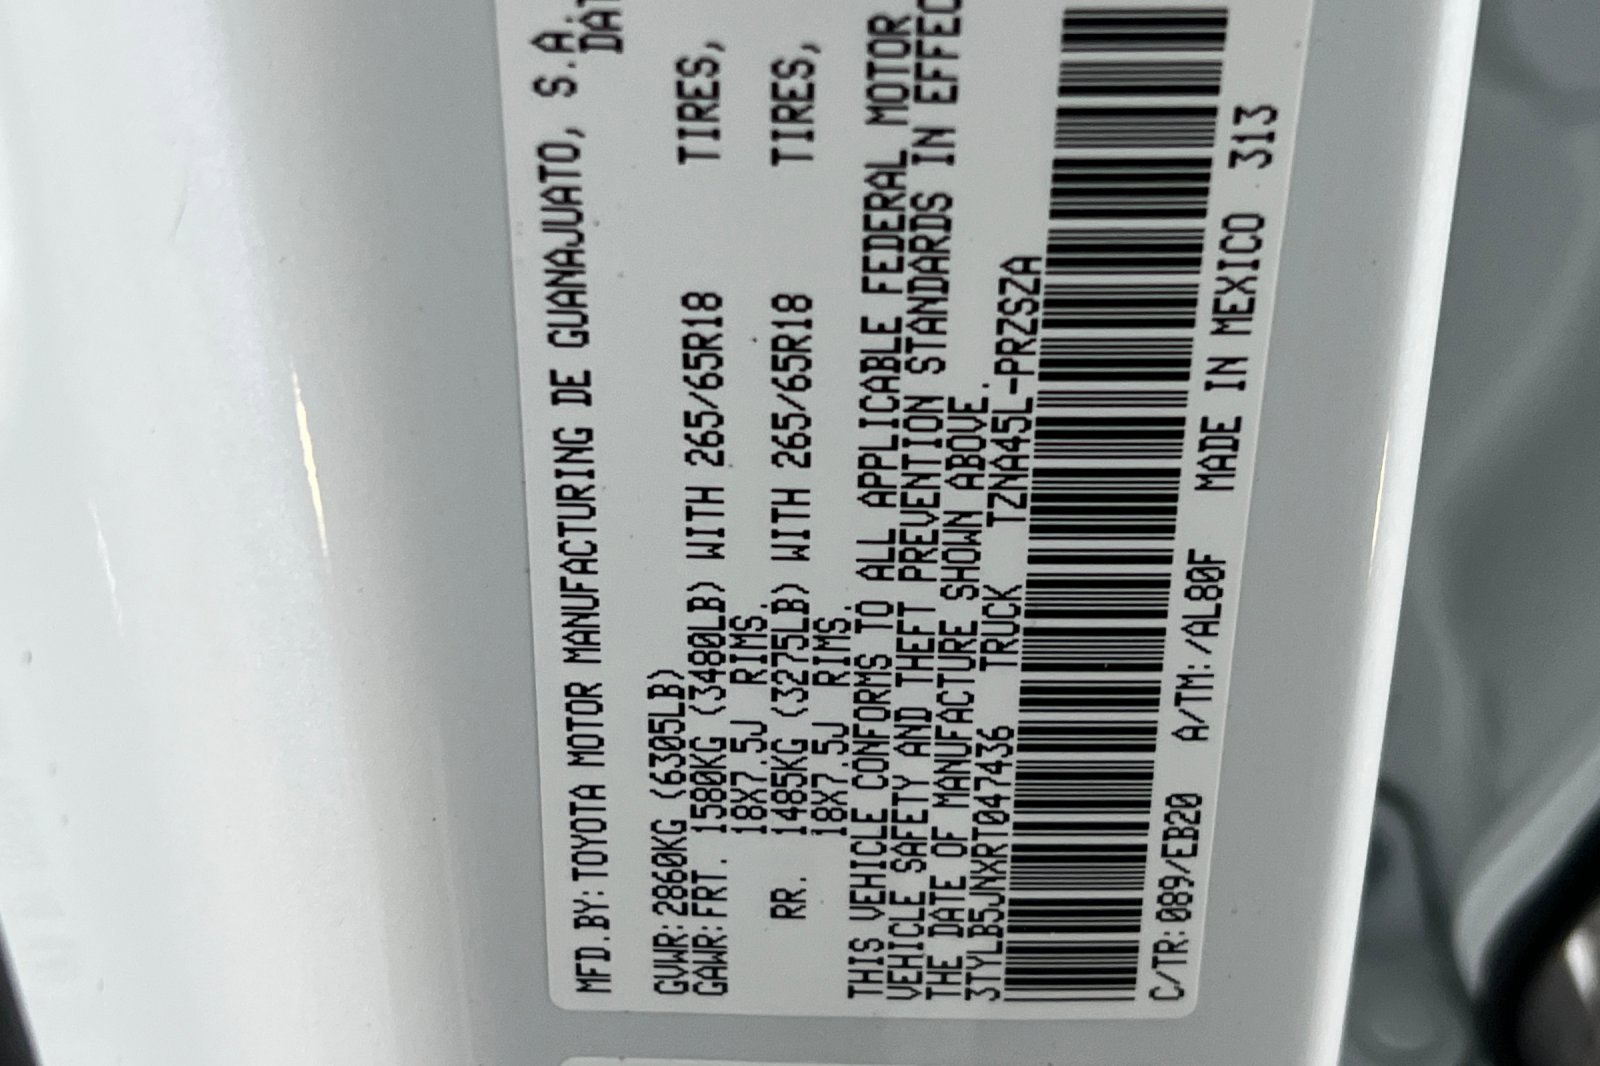 MFD.BY:TOYOTA MOTOR MANUFACTURING DE GUANAJUATO, S.A.
DAT
GVWR:2860KG (6305LB)
GAWR:FRT. 1580KG (3480LB) WITH 265/65R18 TIRES,
18X7.5J RIMS.
RR. 1485KG (3275LB) WITH 265/65R18 TIRES,
18X7.5J RIMS.
THIS VEHICLE CONFORMS TO ALL APPLICABLE FEDERAL MOTOR
VEHICLE SAFETY AND THEFT PREVENTION STANDARDS IN EFFEC
THE DATE OF MANUFACTURE SHOWN ABOVE.
3TYLB5JNXRT047436 TRUCK TZNA45L-PRZSZA
C/TR:089/EB20 A/TM:/AL80F MADE IN MEXICO 313